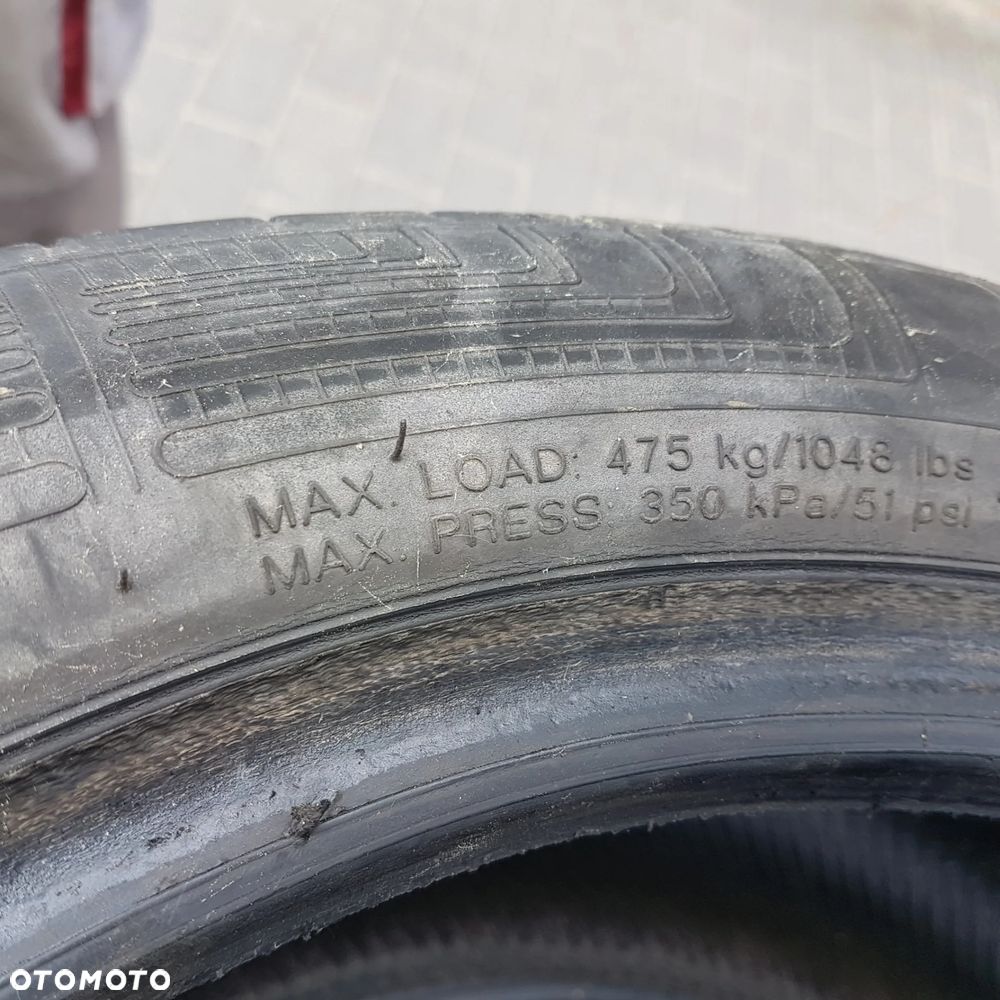 MAX. LOAD: 475 kg/1048 lbs
MAX. PRESS: 350 kPa/51 psi
OTOMOTO